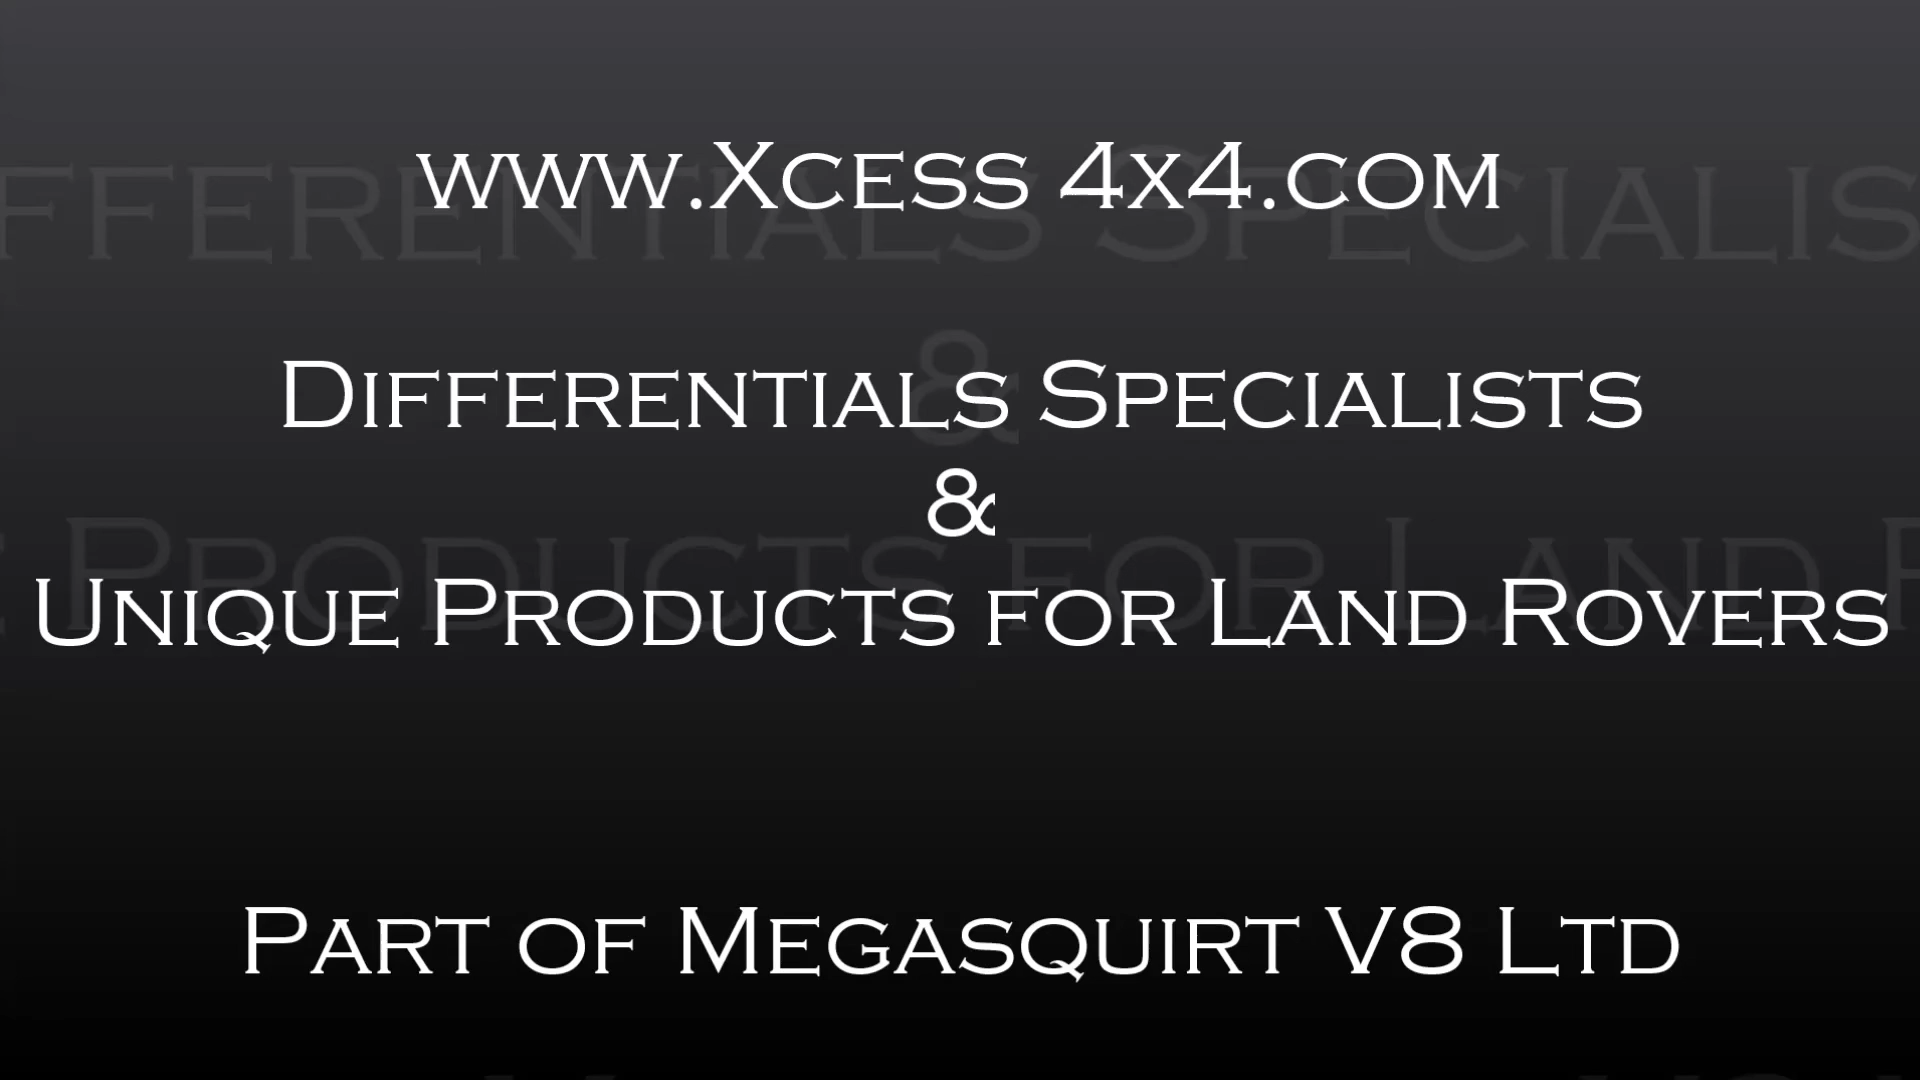 www.Xcess 4x4.com
Differentials Specialists
&
Unique Products for Land Rovers
Part of Megasquirt V8 Ltd